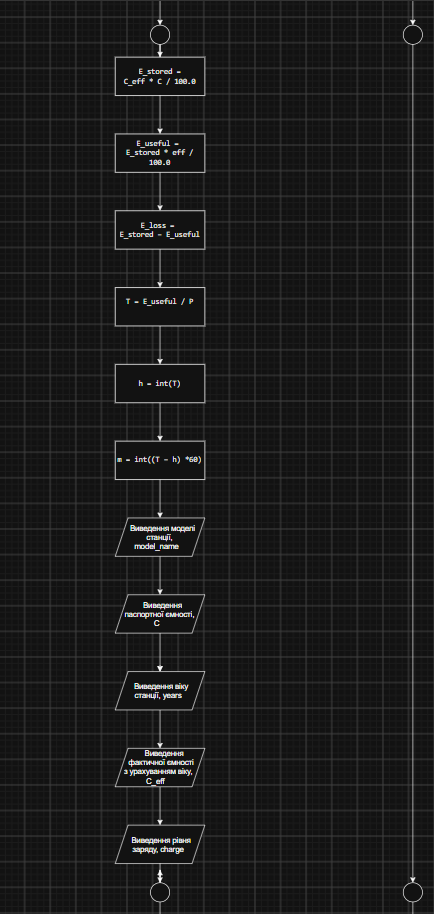 E_stored =
C_eff * C / 100.0
E_useful =
E_stored * eff /
100.0
E_loss =
E_stored - E_useful
T = E_useful / P
h = int(T)
m = int((T - h) *60)
Виведення моделі
станції,
model_name
Виведення
паспортної ємності,
C
Виведення віку
станції, years
Виведення
фактичної ємності
з урахуванням віку,
C_eff
Виведення рівня
заряду, charge